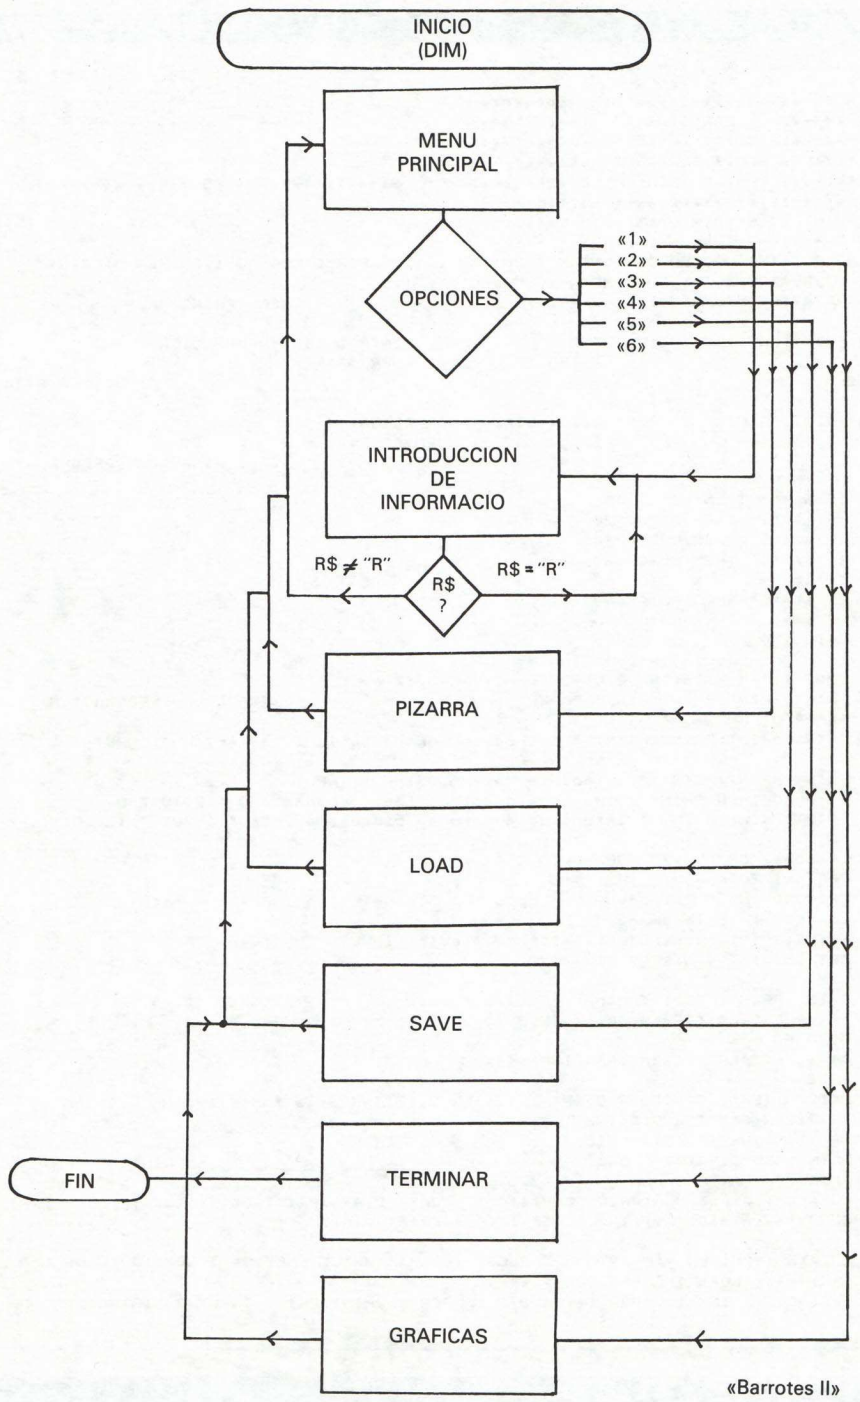 INICIO
(DIM)
MENU
PRINCIPAL
OPCIONES
«1»
«2»
«3»
«4»
«5»
«6»
INTRODUCCION
DE
INFORMACIO
R$ ≠ "R"
R$ = "R"
R$
?
PIZARRA
LOAD
SAVE
TERMINAR
FIN
GRAFICAS
«Barrotes II»